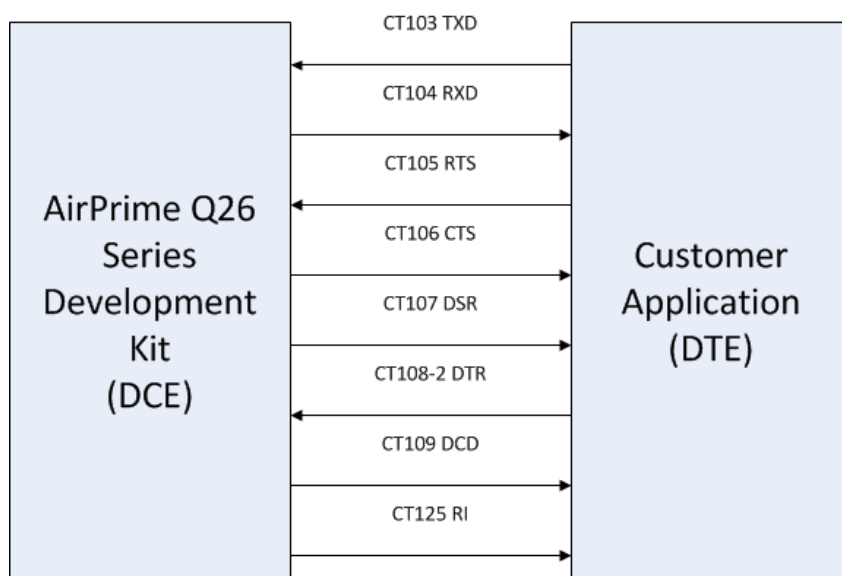 CT103 TXD
CT104 RXD
CT105 RTS
CT106 CTS
CT107 DSR
CT108-2 DTR
CT109 DCD
CT125 RI
AirPrime Q26
Series
Development
Kit
(DCE)
Customer
Application
(DTE)